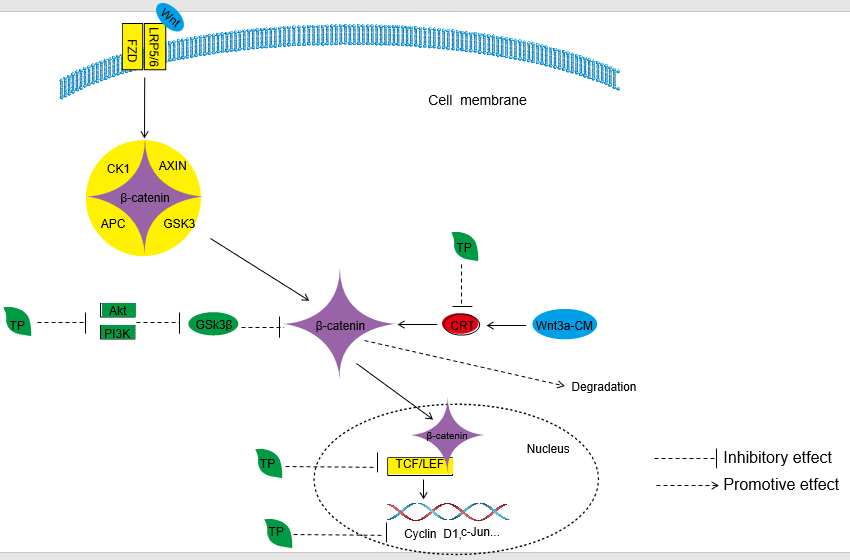 Wnt
FZD
LRP5/6
Cell membrane
CK1
AXIN
β-catenin
APC
GSK3
TP
TP
Akt
PI3K
GSk3β
β-catenin
CRT
Wnt3a-CM
Degradation
β-catenin
Nucleus
TP
TCF/LEF
Inhibitory effect
Promotive effect
TP
Cyclin D1,c-Jun...